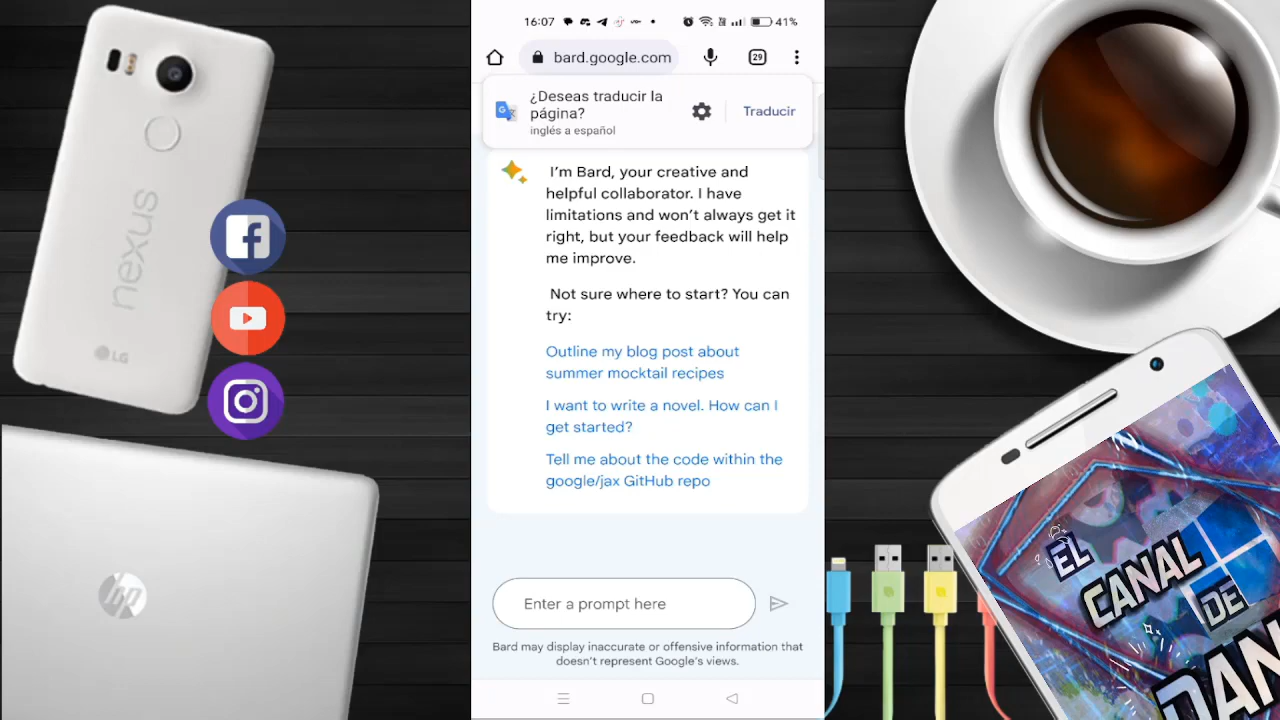 16:07
41%
bard.google.com
29
¿Deseas traducir la
página?
inglés a español
Traducir
I'm Bard, your creative and
helpful collaborator. I have
limitations and won't always get it
right, but your feedback will help
me improve.
Not sure where to start? You can
try:
Outline my blog post about
summer mocktail recipes
I want to write a novel. How can I
get started?
Tell me about the code within the
google/jax GitHub repo
Enter a prompt here
Bard may display inaccurate or offensive information that
doesn't represent Google's views.
nexus
LG
hp
EL
CANAL
DE
DAN